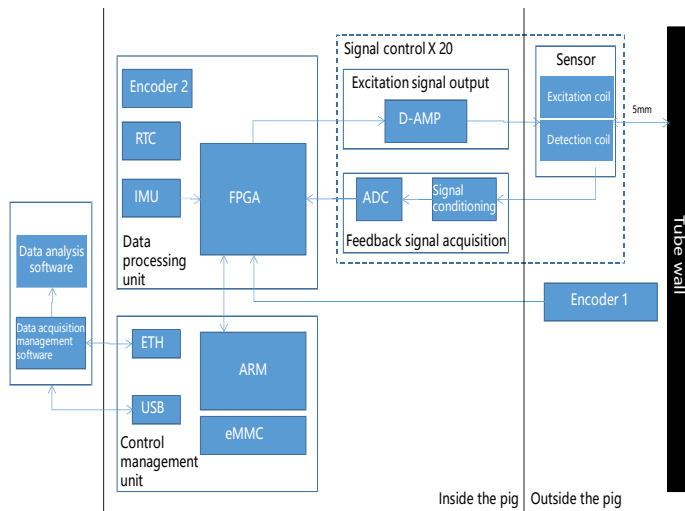 Signal control X 20
Encoder 2
RTC
IMU
FPGA
Data
processing
unit
Excitation signal output
D-AMP
ADC
Signal
conditioning
Feedback signal acquisition
Sensor
Excitation coil
Detection coil
5mm
Tube wall
Encoder 1
Data analysis
software
Data acquisition
management
software
ETH
USB
ARM
eMMC
Control
management
unit
Inside the pig
Outside the pig